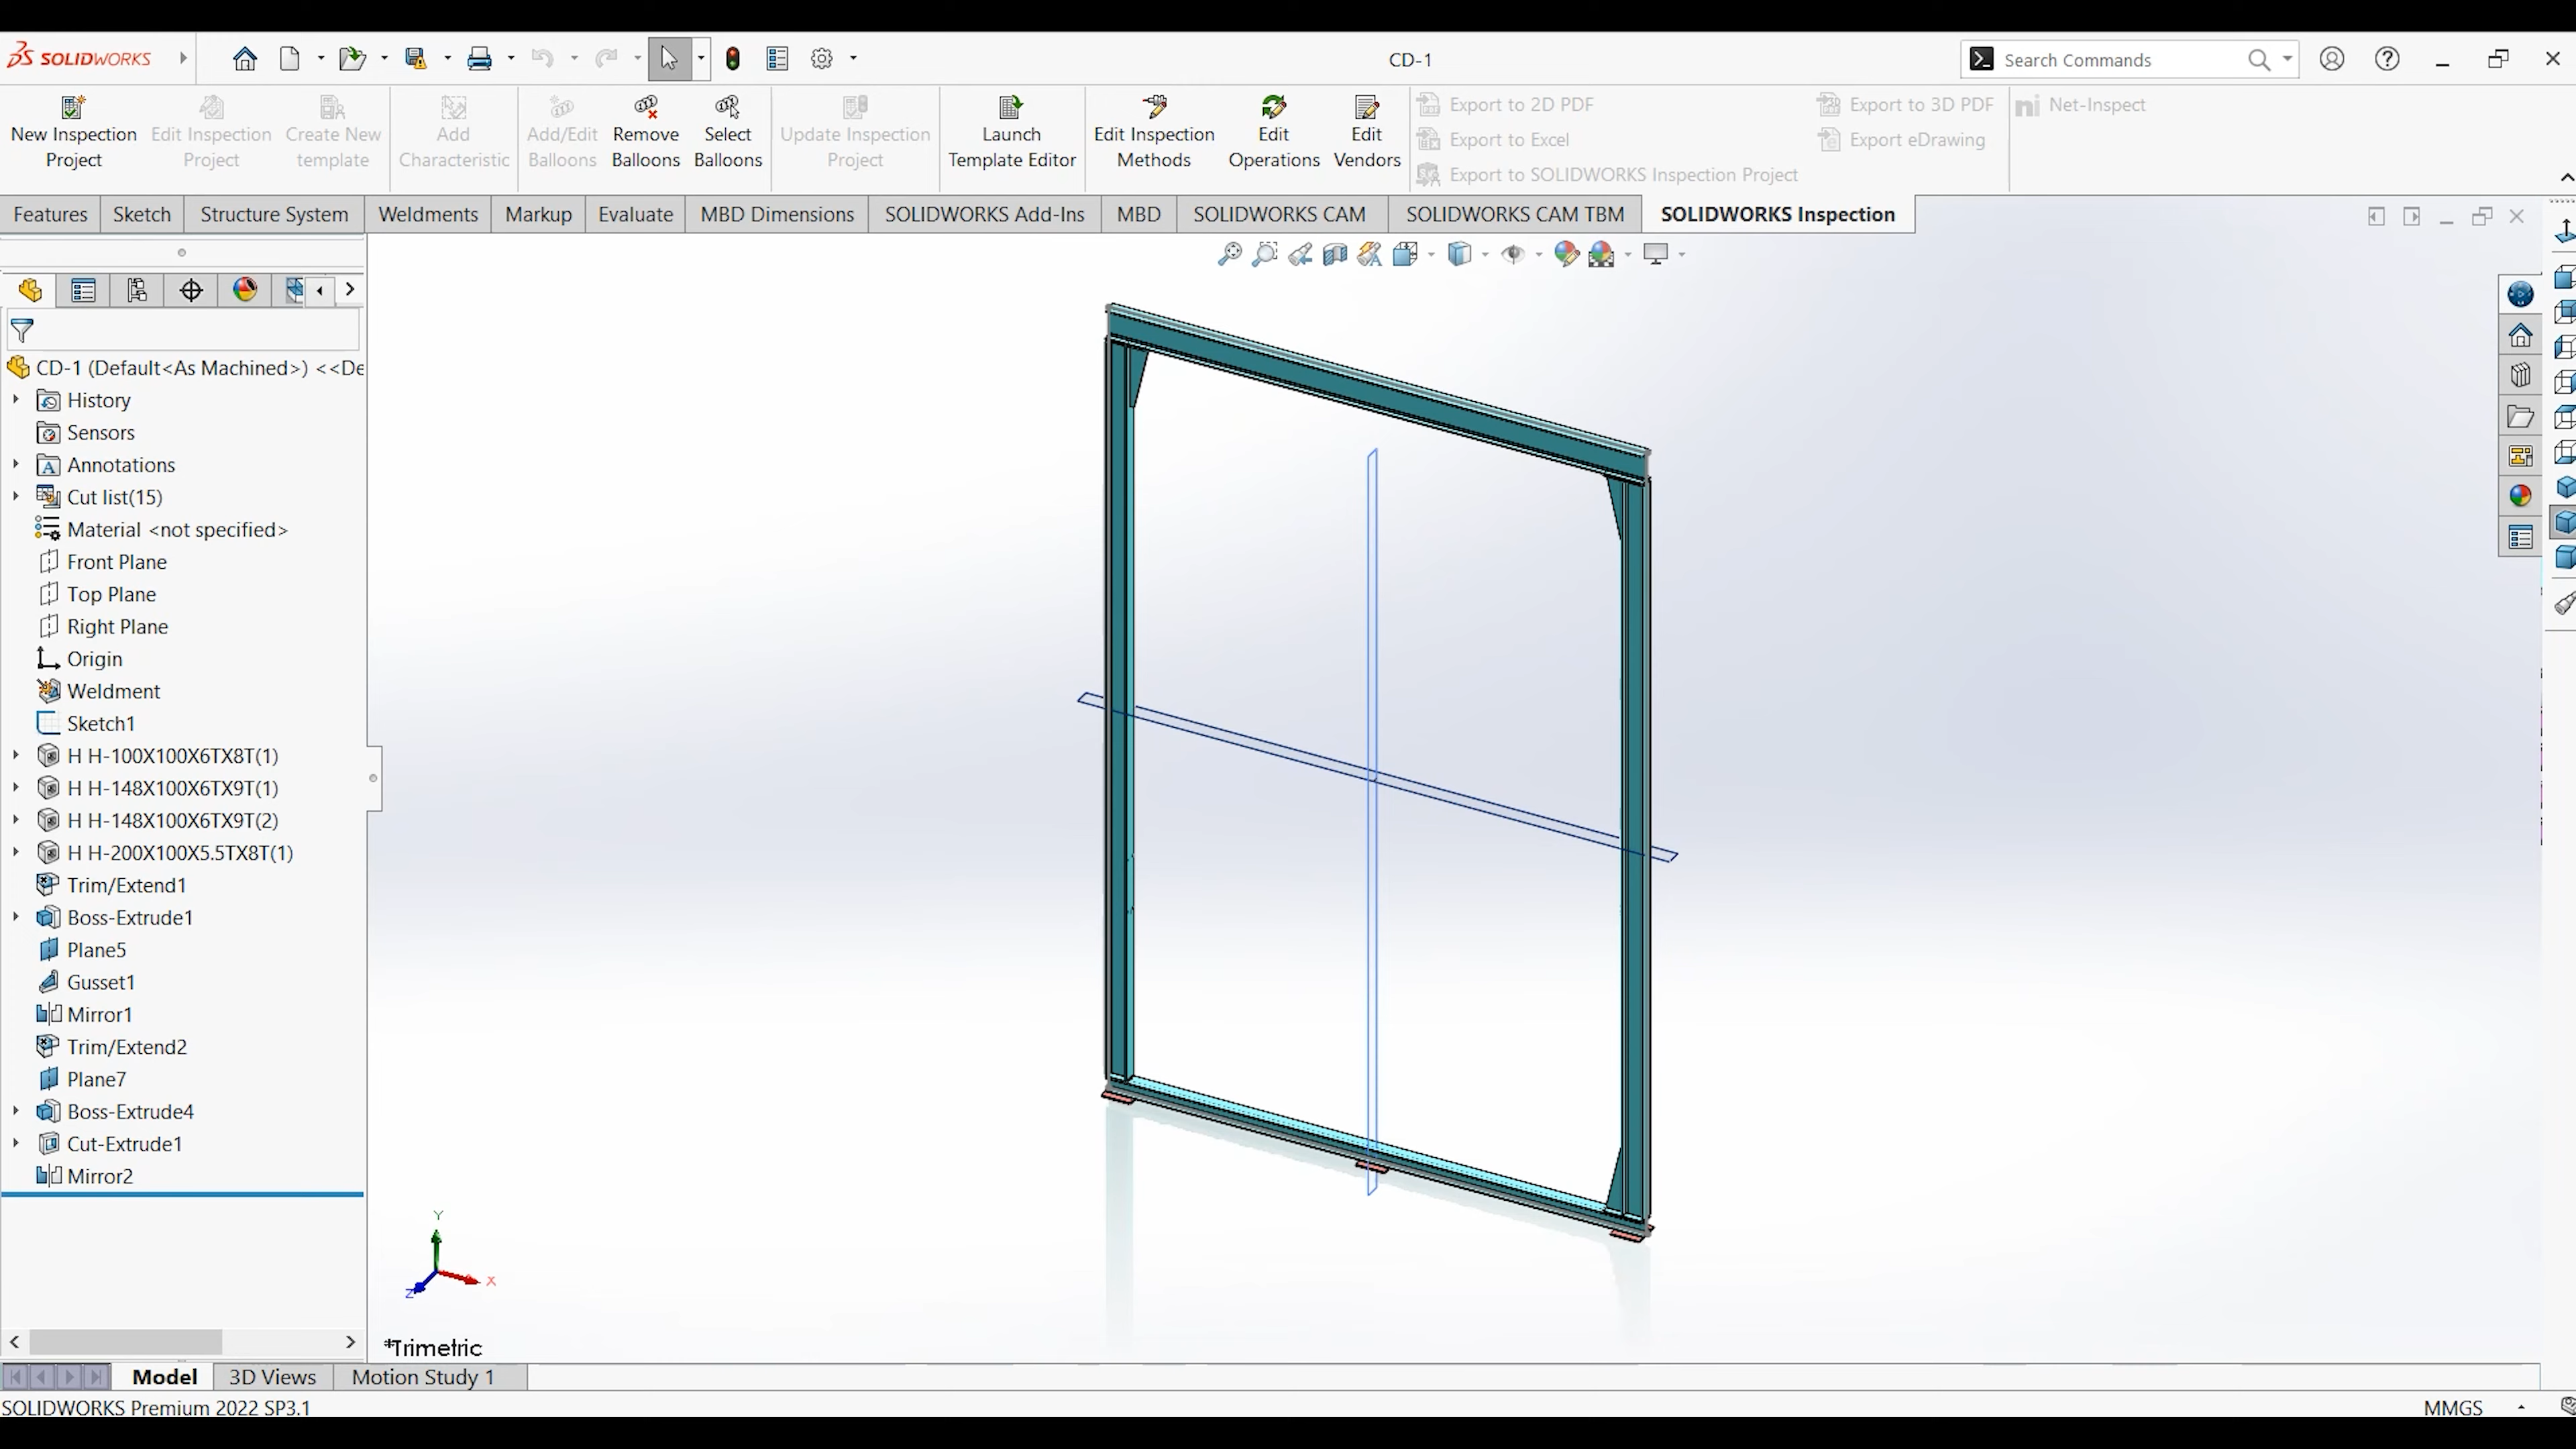 SOLIDWORKS
CD-1
Search Commands
New Inspection Project
Edit Inspection Project
Create New template
Add Characteristic
Add/Edit Balloons
Remove Balloons
Select Balloons
Update Inspection Project
Launch Template Editor
Edit Inspection Methods
Edit Operations
Edit Vendors
Export to 2D PDF
Export to Excel
Export to SOLIDWORKS Inspection Project
Export to 3D PDF
Export eDrawing
Net-Inspect
Features
Sketch
Structure System
Weldments
Markup
Evaluate
MBD Dimensions
SOLIDWORKS Add-Ins
MBD
SOLIDWORKS CAM
SOLIDWORKS CAM TBM
SOLIDWORKS Inspection
CD-1 (Default<As Machined>) <<De
History
Sensors
Annotations
Cut list(15)
Material <not specified>
Front Plane
Top Plane
Right Plane
Origin
Weldment
Sketch1
H H-100X100X6TX8T(1)
H H-148X100X6TX9T(1)
H H-148X100X6TX9T(2)
H H-200X100X5.5TX8T(1)
Trim/Extend1
Boss-Extrude1
Plane5
Gusset1
Mirror1
Trim/Extend2
Plane7
Boss-Extrude4
Cut-Extrude1
Mirror2
Y
X
Z
*Trimetric
Model
3D Views
Motion Study 1
SOLIDWORKS Premium 2022 SP3.1
MMGS